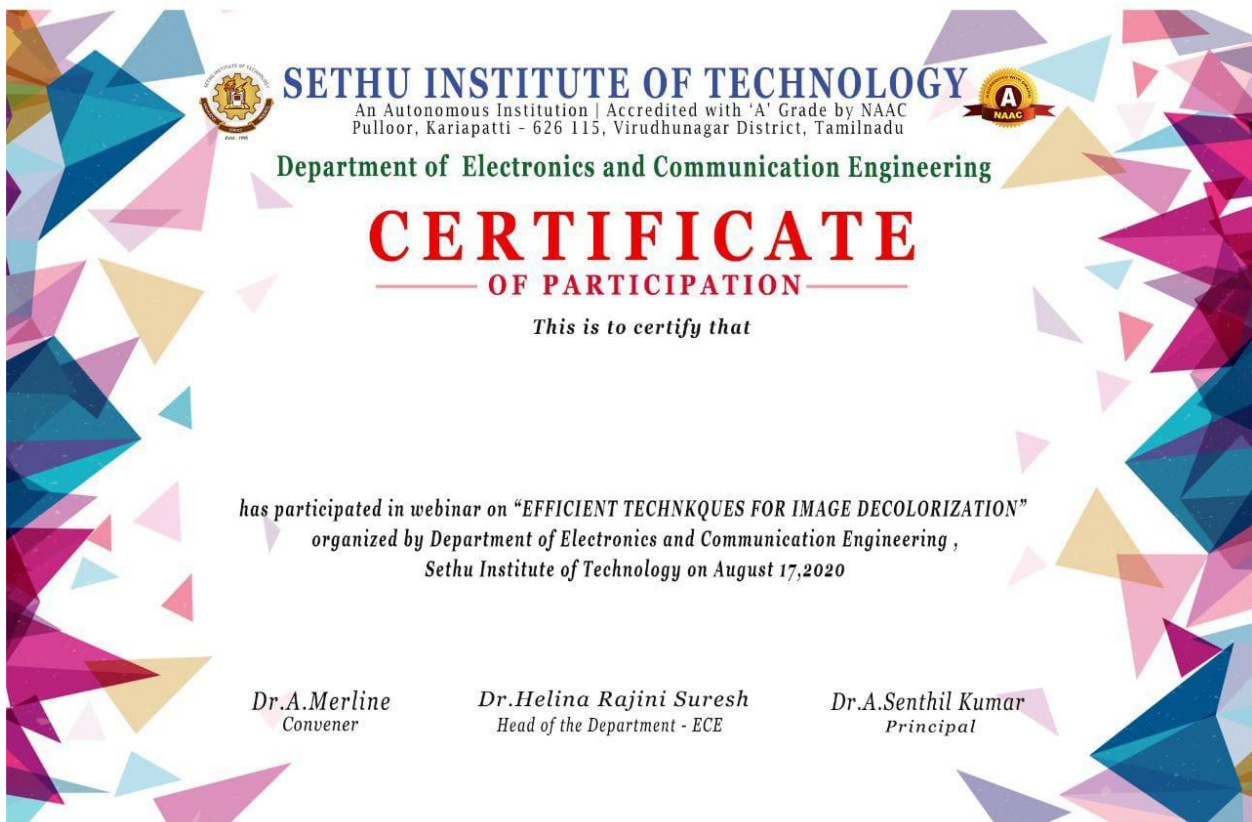 SETHU INSTITUTE OF TECHNOLOGY
An Autonomous Institution | Accredited with 'A' Grade by NAAC
Pulloor, Kariapatti - 626 115, Virudhunagar District, Tamilnadu
Department of Electronics and Communication Engineering
CERTIFICATE
OF PARTICIPATION
This is to certify that
has participated in webinar on “EFFICIENT TECHNKQUES FOR IMAGE DECOLORIZATION”
organized by Department of Electronics and Communication Engineering ,
Sethu Institute of Technology on August 17,2020
Dr.A.Merline
Convener
Dr.Helina Rajini Suresh
Head of the Department - ECE
Dr.A.Senthil Kumar
Principal
SETHU INSTITUTE OF TECHNOLOGY
A
NAAC